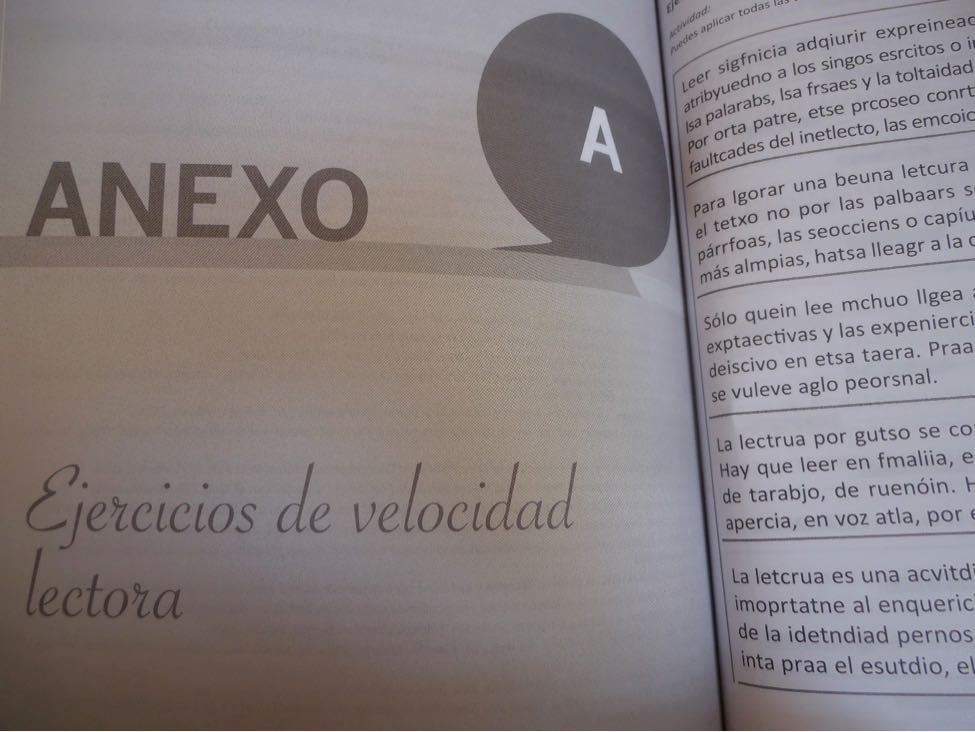 ANEXO
A
Ejercicios de velocidad
lectora
Actividad:
Puedes aplicar todas las
Leer sigfnicia adqiurir expreineac
atribyuedno a los singos esrcitos o
lsa palarabs, lsa frsaes y la toltaidad
Por orta patre, etse prcoseo conrt
faultcades del inetlecto, las emcoio
Para lgorar una beuna letcura
el tetxo no por las palbaars s
párrfoas, las seocciens o capíu
más almpias, hatsa lleagr a la
Sólo quein lee mchuo llgea
exptaectivas y las expenierci
deiscivo en etsa taera. Praa
se vuleve aglo peorsnal.
La lectrua por gutso se co
Hay que leer en fmaliia, e
de tarabjo, de ruenóin. H
apercia, en voz atla, por e
La letcrua es una acvitdi
imoprtatne al enquerici
de la idetndiad pernos
inta praa el esutdio, el